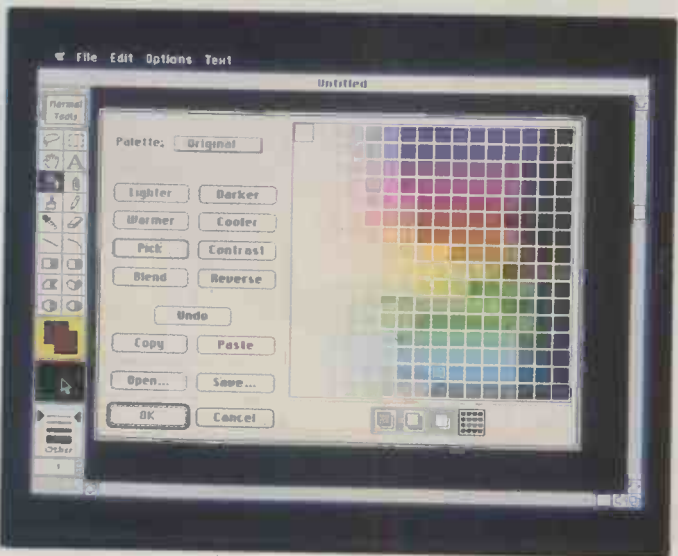 File Edit Options Text
Untitled
Normal
Tools
Palette: Original
Lighter Darker
Warmer Cooler
Pick Contrast
Blend Reverse
Undo
Copy Paste
Open... Save...
OK Cancel
A
Other
1